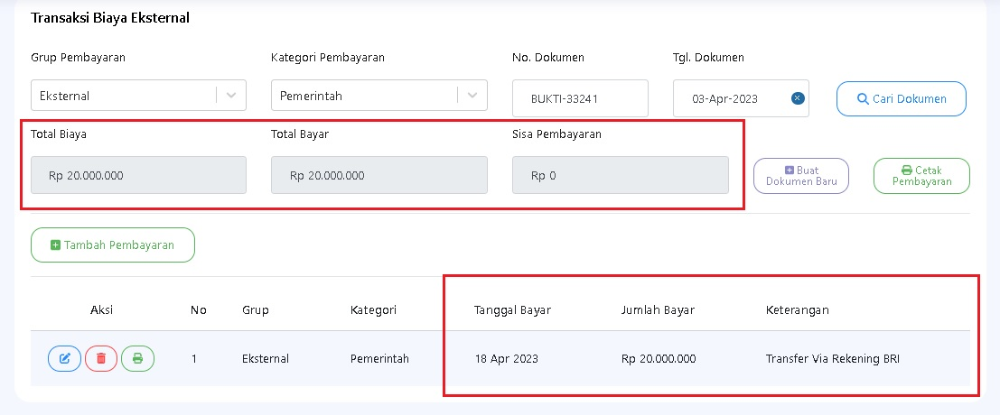 Transaksi Biaya Eksternal
Grup Pembayaran
Kategori Pembayaran
No. Dokumen
Tgl. Dokumen
Eksternal
Pemerintah
BUKTI-33241
03-Apr-2023
Cari Dokumen
Total Biaya
Total Bayar
Sisa Pembayaran
Rp 20.000.000
Rp 20.000.000
Rp 0
Buat
Dokumen Baru
Cetak
Pembayaran
Tambah Pembayaran
Aksi No Grup Kategori Tanggal Bayar Jumlah Bayar Keterangan
1 Eksternal Pemerintah 18 Apr 2023 Rp 20.000.000 Transfer Via Rekening BRI